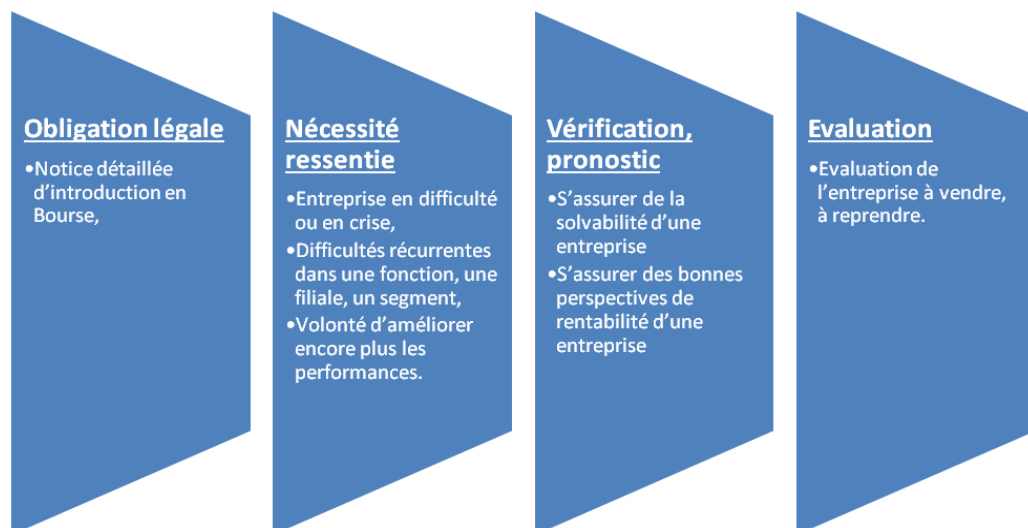 Obligation légale
•Notice détaillée
d’introduction en
Bourse,
Nécessité
ressentie
•Entreprise en difficulté
ou en crise,
•Difficultés récurrentes
dans une fonction, une
filiale, un segment,
•Volonté d’améliorer
encore plus les
performances.
Vérification,
pronostic
•S’assurer de la
solvabilité d’une
entreprise
•S’assurer des bonnes
perspectives de
rentabilité d’une
entreprise
Evaluation
•Evaluation de
l’entreprise à vendre,
à reprendre.